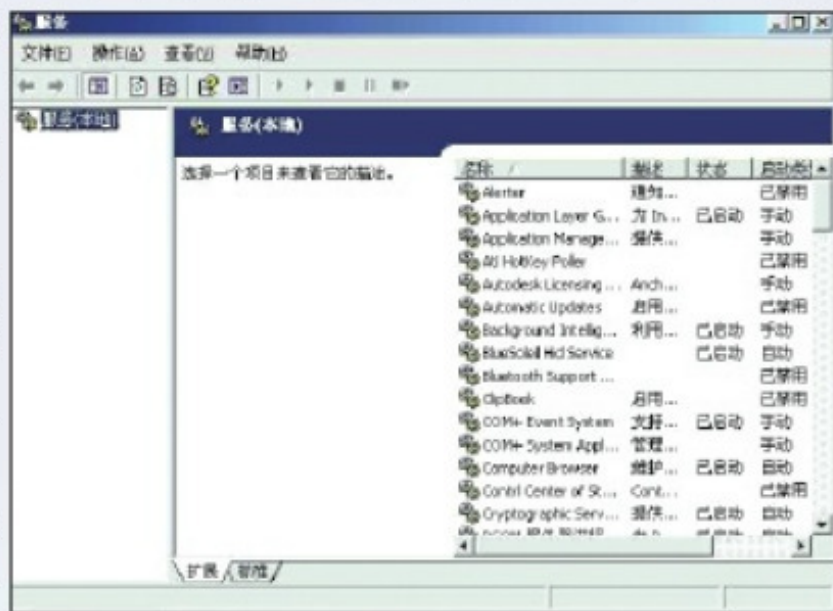 服务
文件(F) 操作(A) 查看(V) 帮助(H)
服务(本地)
服务(本地)
选择一个项目来查看它的描述。
名称 描述 状态 启动类型
Alerter 通知... 已禁用
Application Layer G... 为 In... 已启动 手动
Application Manage... 提供... 手动
Ati HotKey Poller 已禁用
Autodesk Licensing ... Anch... 手动
Automatic Updates 启用... 已禁用
Background Intellig... 利用... 已启动 手动
BlueSoleil Hid Service 已启动 自动
Bluetooth Support ... 已禁用
ClipBook 启用... 已禁用
COM+ Event System 支持... 已启动 手动
COM+ System Appl... 管理... 手动
Computer Browser 维护... 已启动 自动
Contrl Center of St... Cont... 已禁用
Cryptographic Serv... 提供... 已启动 自动
扩展 标准